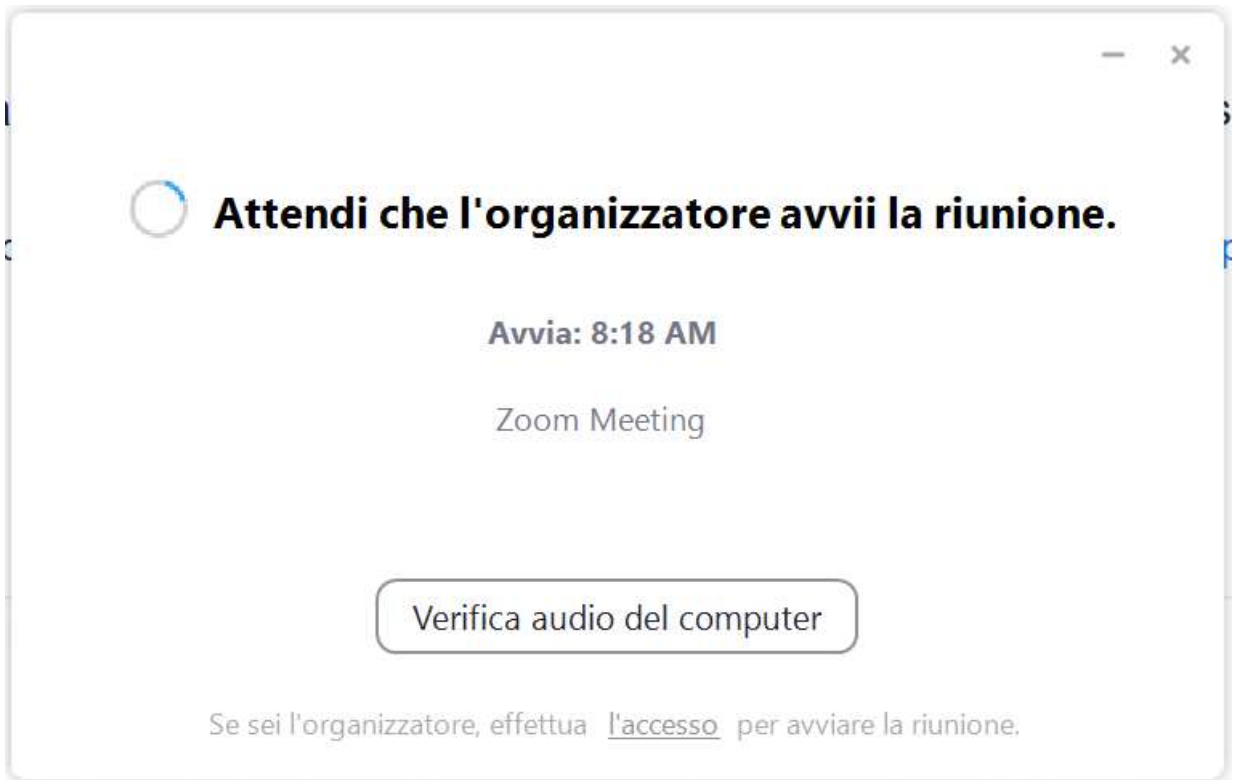 Attendi che l'organizzatore avvii la riunione.
Avvia: 8:18 AM
Zoom Meeting
Verifica audio del computer
Se sei l'organizzatore, effettua l'accesso per avviare la riunione.